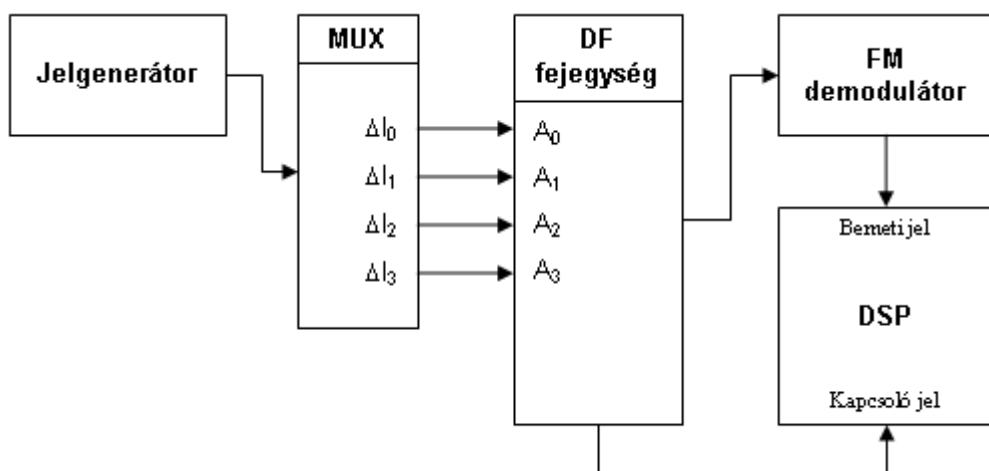 Jelgenerátor
MUX
ΔI₀
ΔI₁
ΔI₂
ΔI₃
DF
fejegység
A₀
A₁
A₂
A₃
FM
demodulátor
Bemeti jel
DSP
Kapcsoló jel